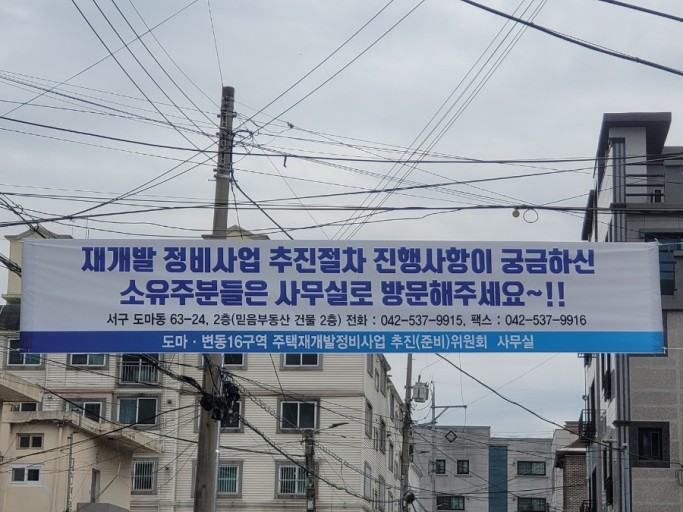 재개발 정비사업 추진절차 진행사항이 궁금하신
소유주분들은 사무실로 방문해주세요~!!
서구 도마동 63-24, 2층(믿음부동산 건물 2층) 전화 : 042-537-9915, 팩스 : 042-537-9916
도마 · 변동16구역 주택재개발정비사업 추진(준비)위원회 사무실